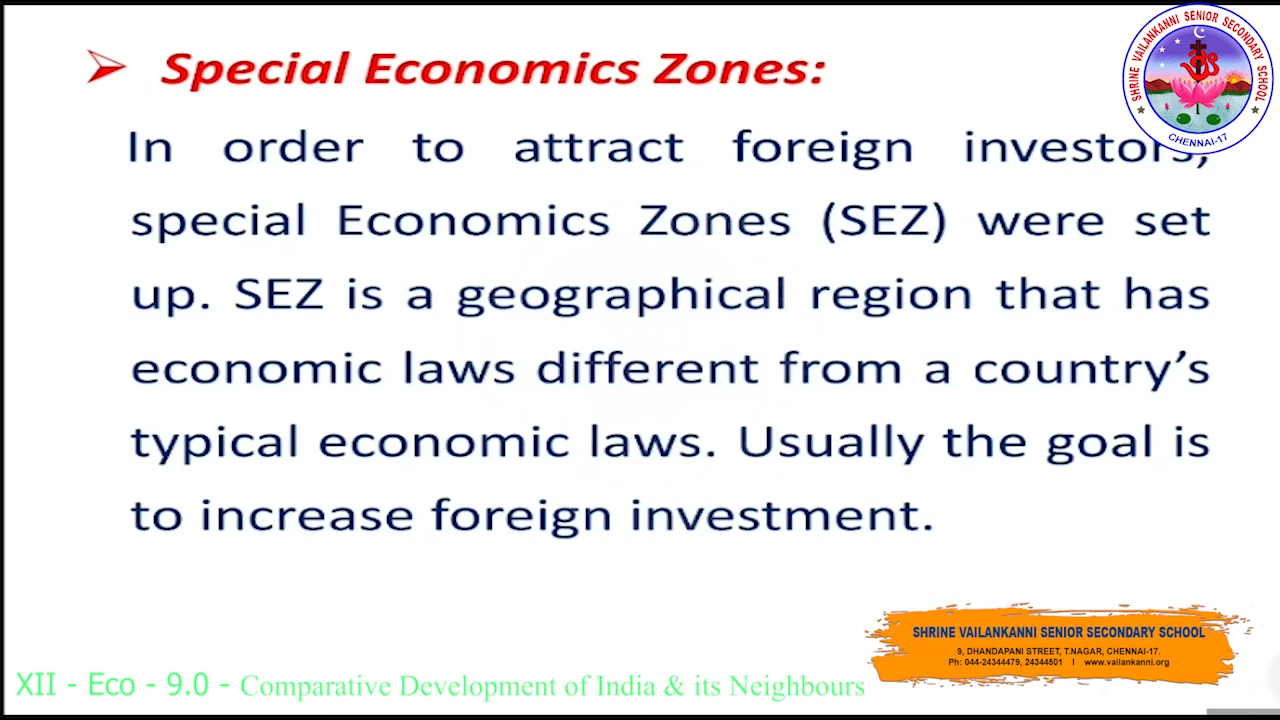 Special Economics Zones:
In order to attract foreign investors,
special Economics Zones (SEZ) were set
up. SEZ is a geographical region that has
economic laws different from a country's
typical economic laws. Usually the goal is
to increase foreign investment.
SHRINE VAILANKANNI SENIOR SECONDARY SCHOOL
CHENNAI-17
SHRINE VAILANKANNI SENIOR SECONDARY SCHOOL
9, DHANDAPANI STREET, T.NAGAR, CHENNAI-17.
Ph: 044-24344479, 24344501 I www.vailankanni.org
XII - Eco - 9.0 - Comparative Development of India & its Neighbours